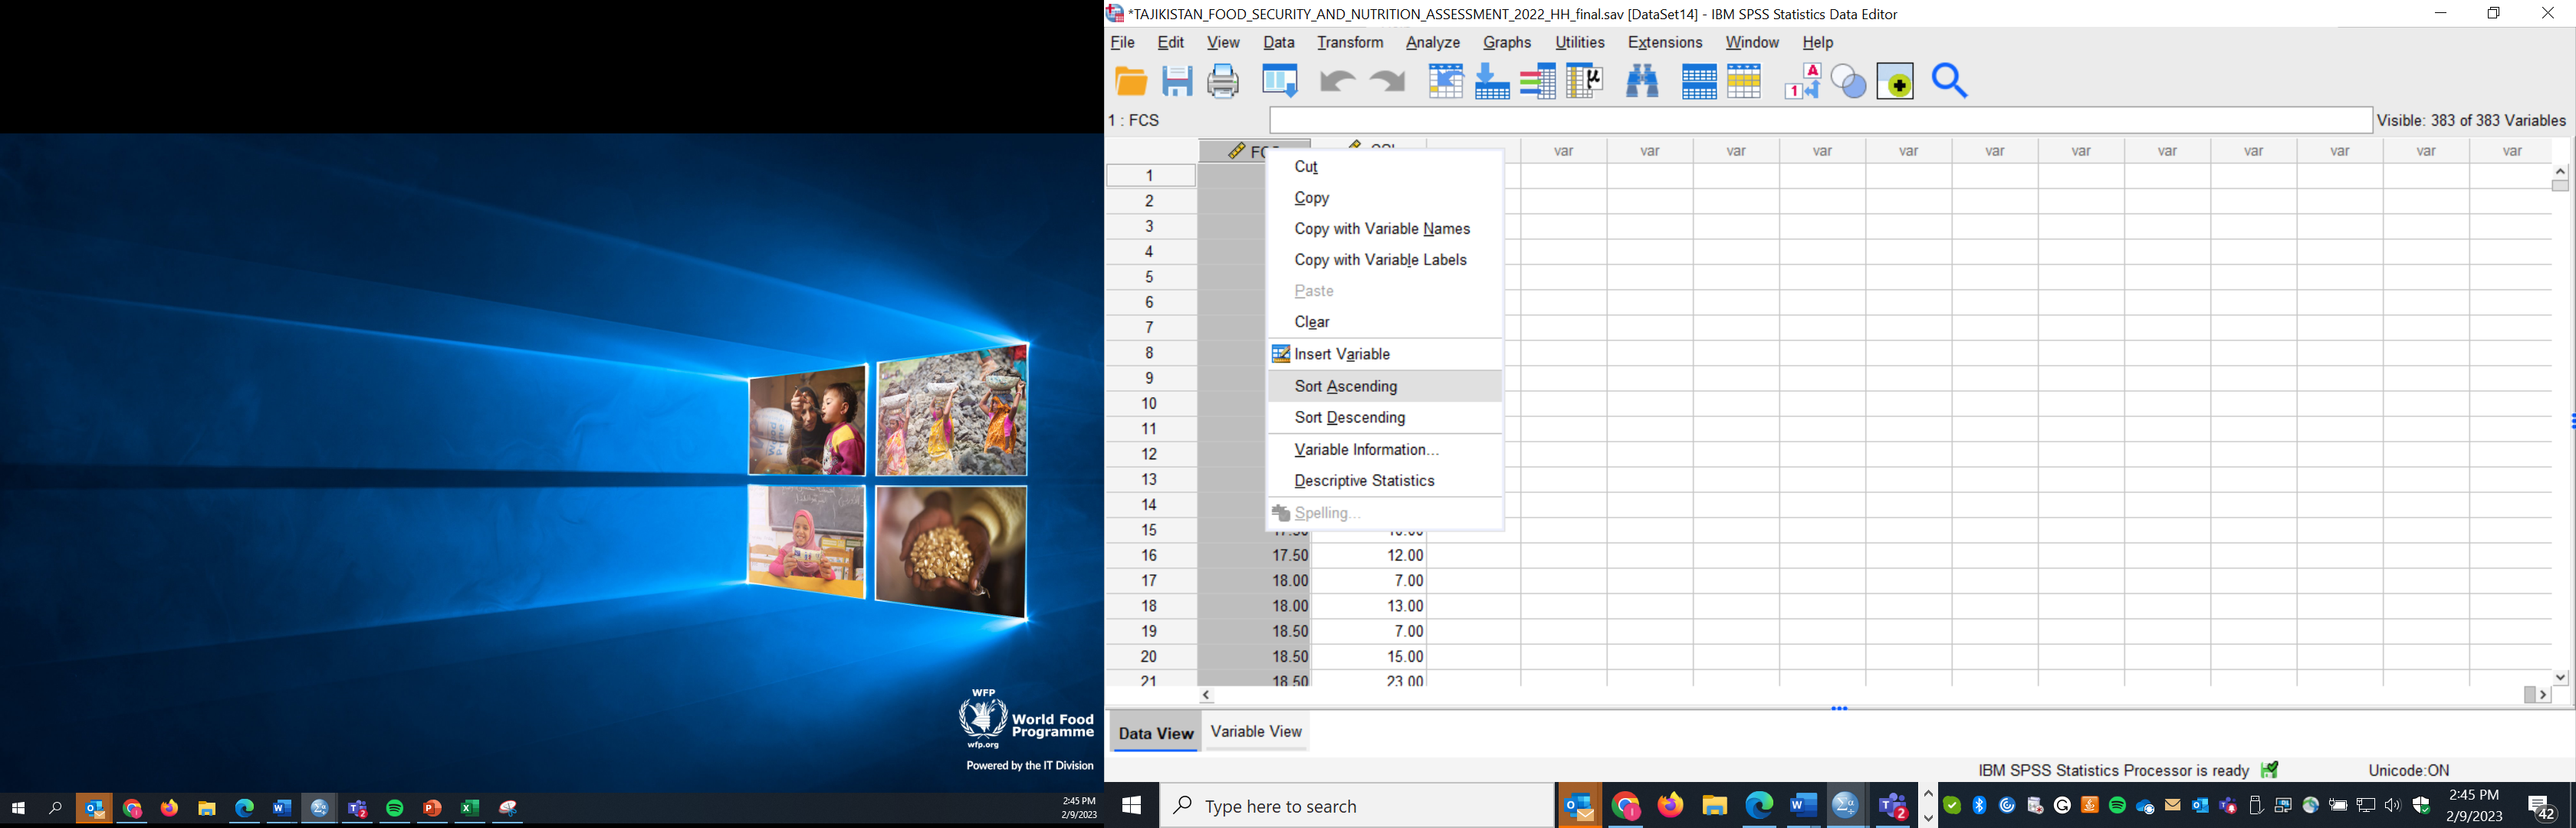 WFP
World Food
Programme
wfp.org
Powered by the IT Division
2:45 PM
2/9/2023
*TAJIKISTAN_FOOD_SECURITY_AND_NUTRITION_ASSESSMENT_2022_HH_final.sav [DataSet14] - IBM SPSS Statistics Data Editor
File Edit View Data Transform Analyze Graphs Utilities Extensions Window Help
1 : FCS
Visible: 383 of 383 Variables
var var var var var var var var var var var var
Cut
Copy
Copy with Variable Names
Copy with Variable Labels
Paste
Clear
Insert Variable
Sort Ascending
Sort Descending
Variable Information...
Descriptive Statistics
Spelling...
1
2
3
4
5
6
7
8
9
10
11
12
13
14
15
16 17.50 12.00
17 18.00 7.00
18 18.00 13.00
19 18.50 7.00
20 18.50 15.00
21 18.50 23.00
Data View Variable View
IBM SPSS Statistics Processor is ready Unicode:ON
Type here to search
2:45 PM
2/9/2023
42